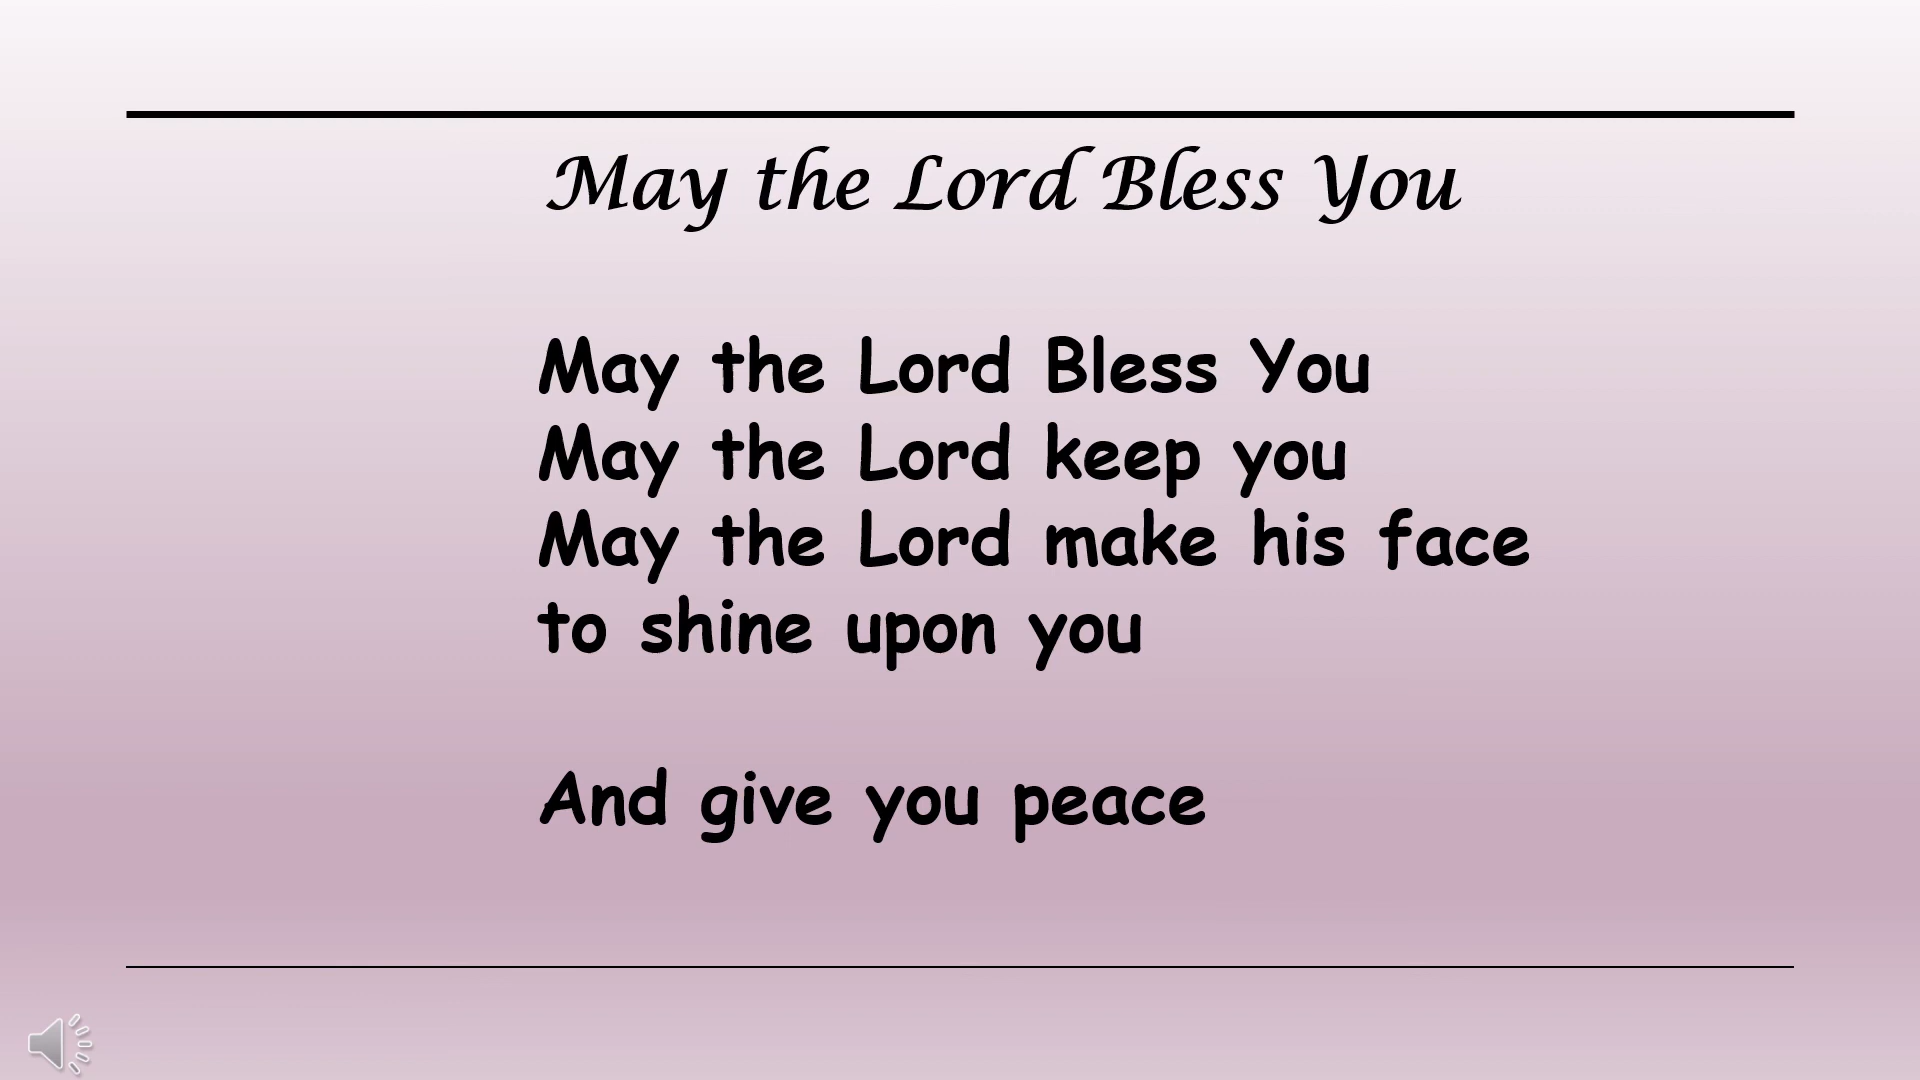 May the Lord Bless You
May the Lord Bless You
May the Lord keep you
May the Lord make his face
to shine upon you
And give you peace